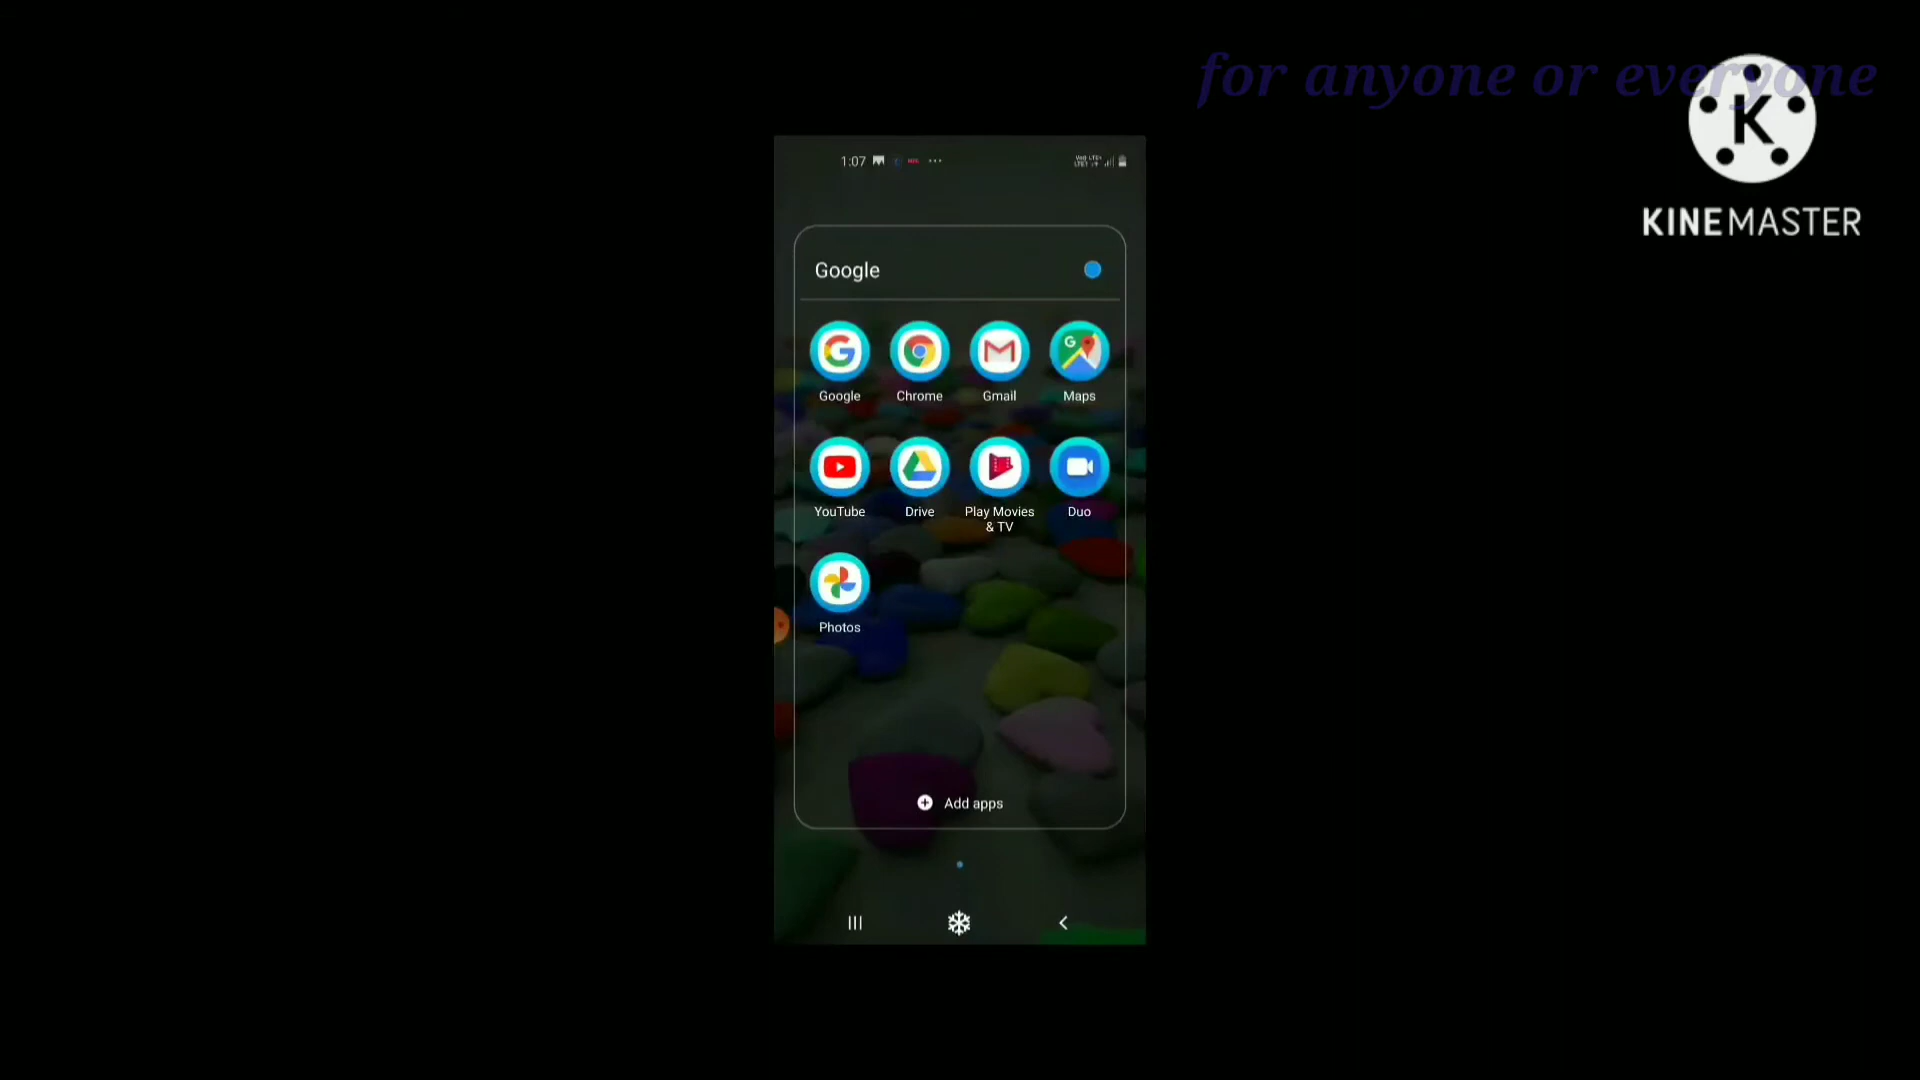 for anyone or everyone
KINEMASTER
1:07
Google
Google Chrome Gmail Maps
YouTube Drive Play Movies & TV Duo
Photos
Add apps